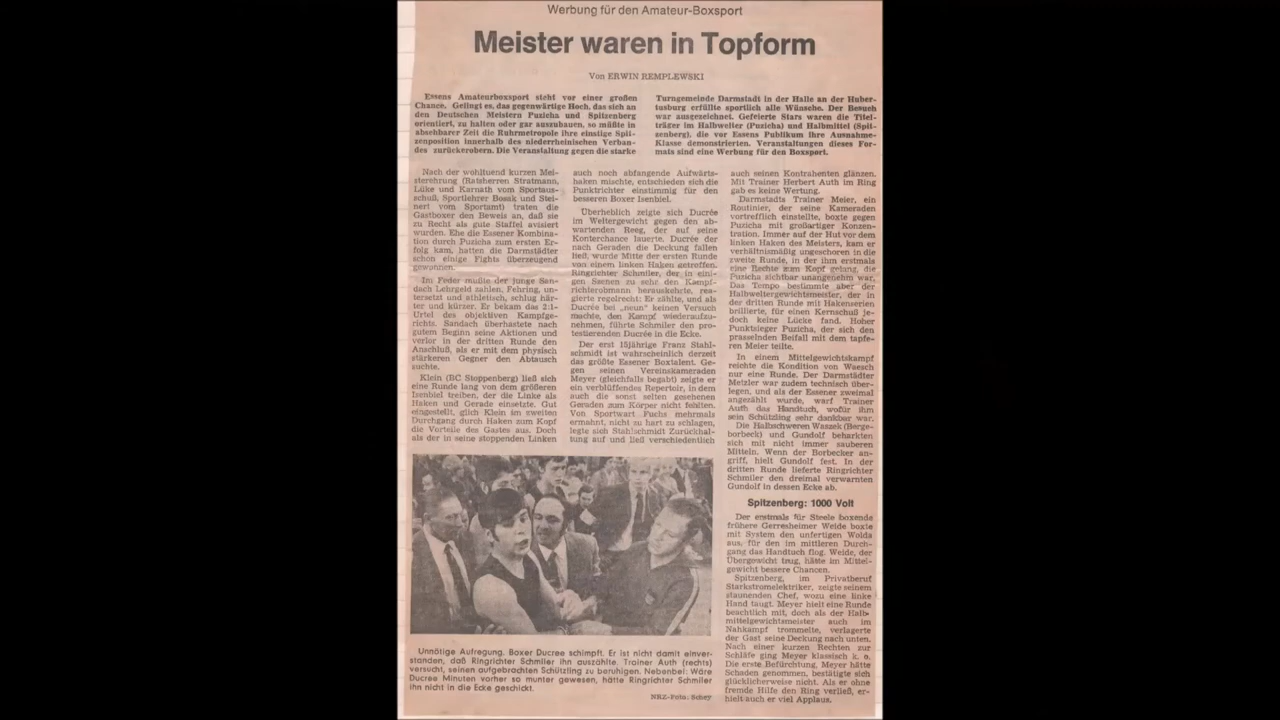 Werbung für den Amateur-Boxsport
Meister waren in Topform
Von ERWIN REMPLEWSKI
Essens Amateurboxsport steht vor einer großen
Chance. Gelingt es, das gegenwärtige Hoch, das sich an
den Deutschen Meistern Puzicha und Spitzenberg
orientiert, zu halten oder gar auszubauen, so müßte in
absehbarer Zeit die Ruhrmetropole ihre einstige Spit-
zenposition innerhalb des niederrheinischen Verban-
des zurückerobern. Die Veranstaltung gegen die starke
Turngemeinde Darmstadt in der Halle an der Huber-
tusburg erfüllte sportlich alle Wünsche. Der Besuch
war ausgezeichnet. Gefeierte Stars waren die Titel-
träger im Halbwelter (Puzicha) und Halbmittel (Spit-
zenberg), die vor Essens Publikum ihre Ausnahme-
Klasse demonstrierten. Veranstaltungen dieses For-
mats sind eine Werbung für den Boxsport.
Nach der wohltuend kurzen Mei-
sterehrung (Ratsherren Stratmann,
Lüke und Karnath vom Sportaus-
schuß, Sportlehrer Bosak und Stei-
nert vom Sportamt) traten die
Gastboxer den Beweis an, daß sie
zu Recht als gute Staffel avisiert
wurden. Ehe die Essener Kombina-
tion durch Puzicha zum ersten Er-
folg kam, hatten die Darmstädter
schon einige Fights überzeugend
gewonnen.
Im Feder mußte der junge San-
dach Lehrgeld zahlen. Fehring, un-
tersetzt und athletisch, schlug här-
ter und kürzer. Er bekam das 2:1-
Urteil des objektiven Kampfge-
richts. Sandach überhastete nach
gutem Beginn seine Aktionen und
verlor in der dritten Runde den
Anschluß, als er mit dem physisch
stärkeren Gegner den Abtausch
suchte.
Klein (BC Stoppenberg) ließ sich
eine Runde lang von dem größeren
Isenbiel treiben, der die Linke als
Haken und Gerade einsetzte. Gut
eingestellt, glich Klein im zweiten
Durchgang durch Haken zum Kopf
die Vorteile des Gastes aus. Doch
als der in seine stoppenden Linken
auch noch abfangende Aufwärts-
haken mischte, entschieden sich die
Punktrichter einstimmig für den
besseren Boxer Isenbiel.
Überheblich zeigte sich Ducrée
im Weltergewicht gegen den ab-
wartenden Reeg, der auf seine
Konterchance lauerte. Ducrée der
nach Geraden die Deckung fallen
ließ, wurde Mitte der ersten Runde
von einem linken Haken getroffen.
Ringrichter Schmiler, der in eini-
gen Szenen zu sehr den Kampf-
richterobmann herauskehrte, rea-
gierte regelrecht: Er zählte, und als
Ducrée bei „neun" keinen Versuch
machte, den Kampf wiederaufzu-
nehmen, führte Schmiler den pro-
testierenden Ducrée in die Ecke.
Der erst 15jährige Franz Stahl-
schmidt ist wahrscheinlich derzeit
das größte Essener Boxtalent. Ge-
gen seinen Vereinskameraden
Meyer (gleichfalls begabt) zeigte er
ein verblüffendes Repertoir, in dem
auch die sonst selten gesehenen
Geraden zum Körper nicht fehlten.
Von Sportwart Fuchs mehrmals
ermahnt, nicht zu hart zu schlagen,
legte sich Stahlschmidt Zurückhal-
tung auf und ließ verschiedentlich
auch seinen Kontrahenten glänzen.
Mit Trainer Herbert Auth im Ring
gab es keine Wertung.
Darmstadts Trainer Meier, ein
Routinier, der seine Kameraden
vortrefflich einstellte, boxte gegen
Puzicha mit großartiger Konzen-
tration. Immer auf der Hut vor dem
linken Haken des Meisters, kam er
verhältnismäßig ungeschoren in die
zweite Runde, in der ihm erstmals
eine Rechte zum Kopf gelang, die
Puzicha sichtbar unangenehm war.
Das Tempo bestimmte aber der
Halbweltergewichtsmeister, der in
der dritten Runde mit Hakenserien
brillierte, für einen Kernschuß je-
doch keine Lücke fand. Hoher
Punktsieger Puzicha, der sich den
prasselnden Beifall mit dem tapfe-
ren Meier teilte.
In einem Mittelgewichtskampf
reichte die Kondition von Waesch
nur eine Runde. Der Darmstädter
Metzler war zudem technisch über-
legen, und als der Essener zweimal
angezählt wurde, warf Trainer
Auth das Handtuch, wofür ihm
sein Schützling sehr dankbar war.
Die Halbschweren Waszek (Berge-
borbeck) und Gundolf beharkten
sich mit nicht immer sauberen
Mitteln. Wenn der Borbecker an-
griff, hielt Gundolf fest. In der
dritten Runde lieferte Ringrichter
Schmiler den dreimal verwarnten
Gundolf in dessen Ecke ab.
Spitzenberg: 1000 Volt
Der erstmals für Steele boxende
frühere Gerresheimer Weide boxte
mit System den unfertigen Wolda
aus, für den im mittleren Durch-
gang das Handtuch flog. Weide, der
Übergewicht trug, hätte im Mittel-
gewicht bessere Chancen.
Spitzenberg, im Privatberuf
Starkstromelektriker, zeigte seinem
staunenden Chef, wozu eine linke
Hand taugt. Meyer hielt eine Runde
beachtlich mit, doch als der Halb-
mittelgewichtsmeister auch im
Nahkampf trommelte, verlagerte
der Gast seine Deckung nach unten.
Nach einer kurzen Rechten zur
Schläfe ging Meyer klassisch k. o.
Die erste Befürchtung, Meyer hätte
Schaden genommen, bestätigte sich
glücklicherweise nicht. Als er ohne
fremde Hilfe den Ring verließ, er-
hielt auch er viel Applaus.
Unnötige Aufregung. Boxer Ducree schimpft. Er ist nicht damit einver-
standen, daß Ringrichter Schmiler ihn auszählte. Trainer Auth (rechts)
versucht, seinen aufgebrachten Schützling zu beruhigen. Nebenbei: Wäre
Ducree Minuten vorher so munter gewesen, hätte Ringrichter Schmiler
ihn nicht in die Ecke geschickt.
NRZ-Foto: Schey